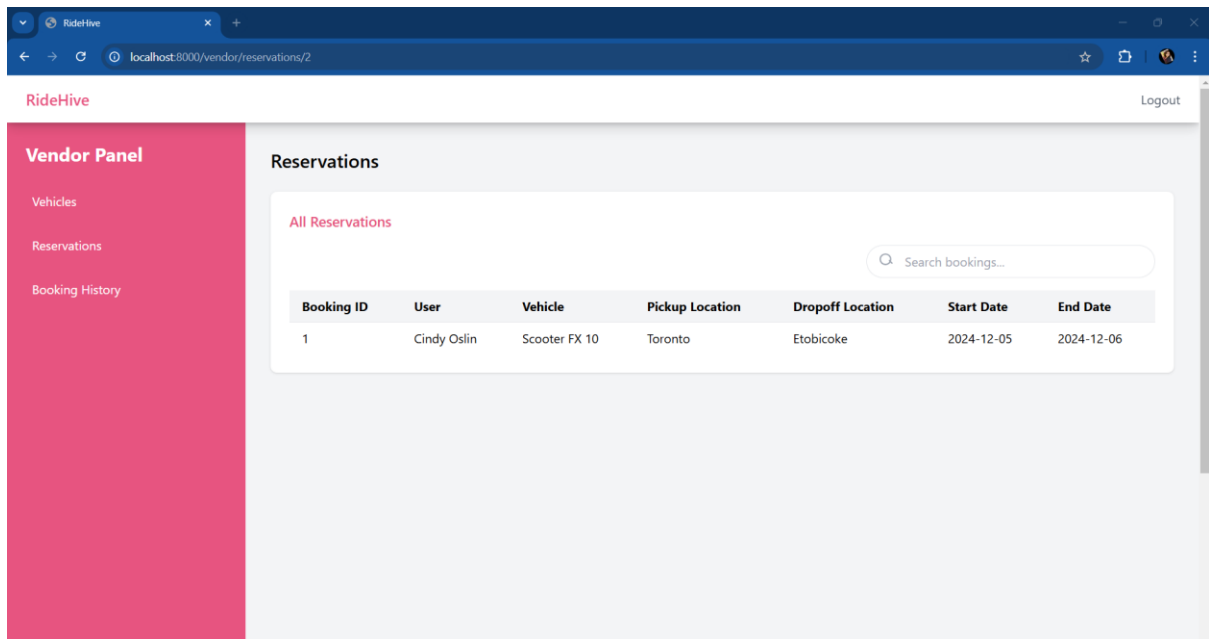 RideHive
localhost:8000/vendor/reservations/2
RideHive Logout
Vendor Panel
Vehicles
Reservations
Booking History
Reservations
All Reservations
Search bookings...
Booking ID User Vehicle Pickup Location Dropoff Location Start Date End Date
1 Cindy Oslin Scooter FX 10 Toronto Etobicoke 2024-12-05 2024-12-06